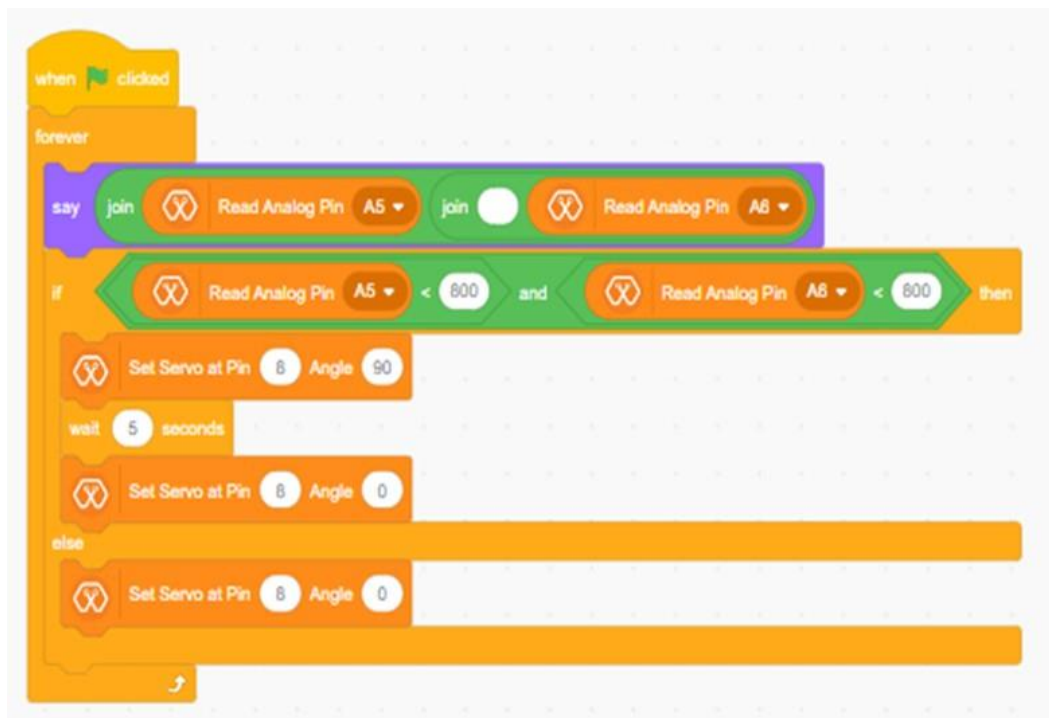 when clicked
forever
say join Read Analog Pin A5 join Read Analog Pin A6
if Read Analog Pin A5 < 800 and Read Analog Pin A6 < 800 then
Set Servo at Pin 8 Angle 90
wait 5 seconds
Set Servo at Pin 8 Angle 0
else
Set Servo at Pin 8 Angle 0